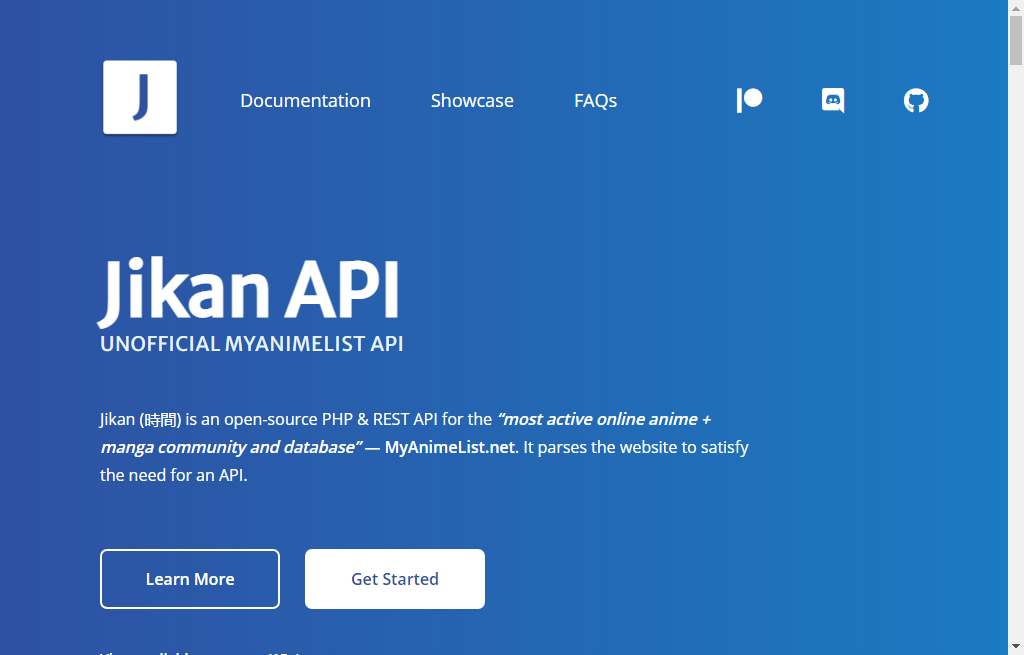 J
Documentation
Showcase
FAQs
Jikan API
UNOFFICIAL MYANIMELIST API
Jikan (時間) is an open-source PHP & REST API for the “most active online anime +
manga community and database” — MyAnimeList.net. It parses the website to satisfy
the need for an API.
Learn More
Get Started